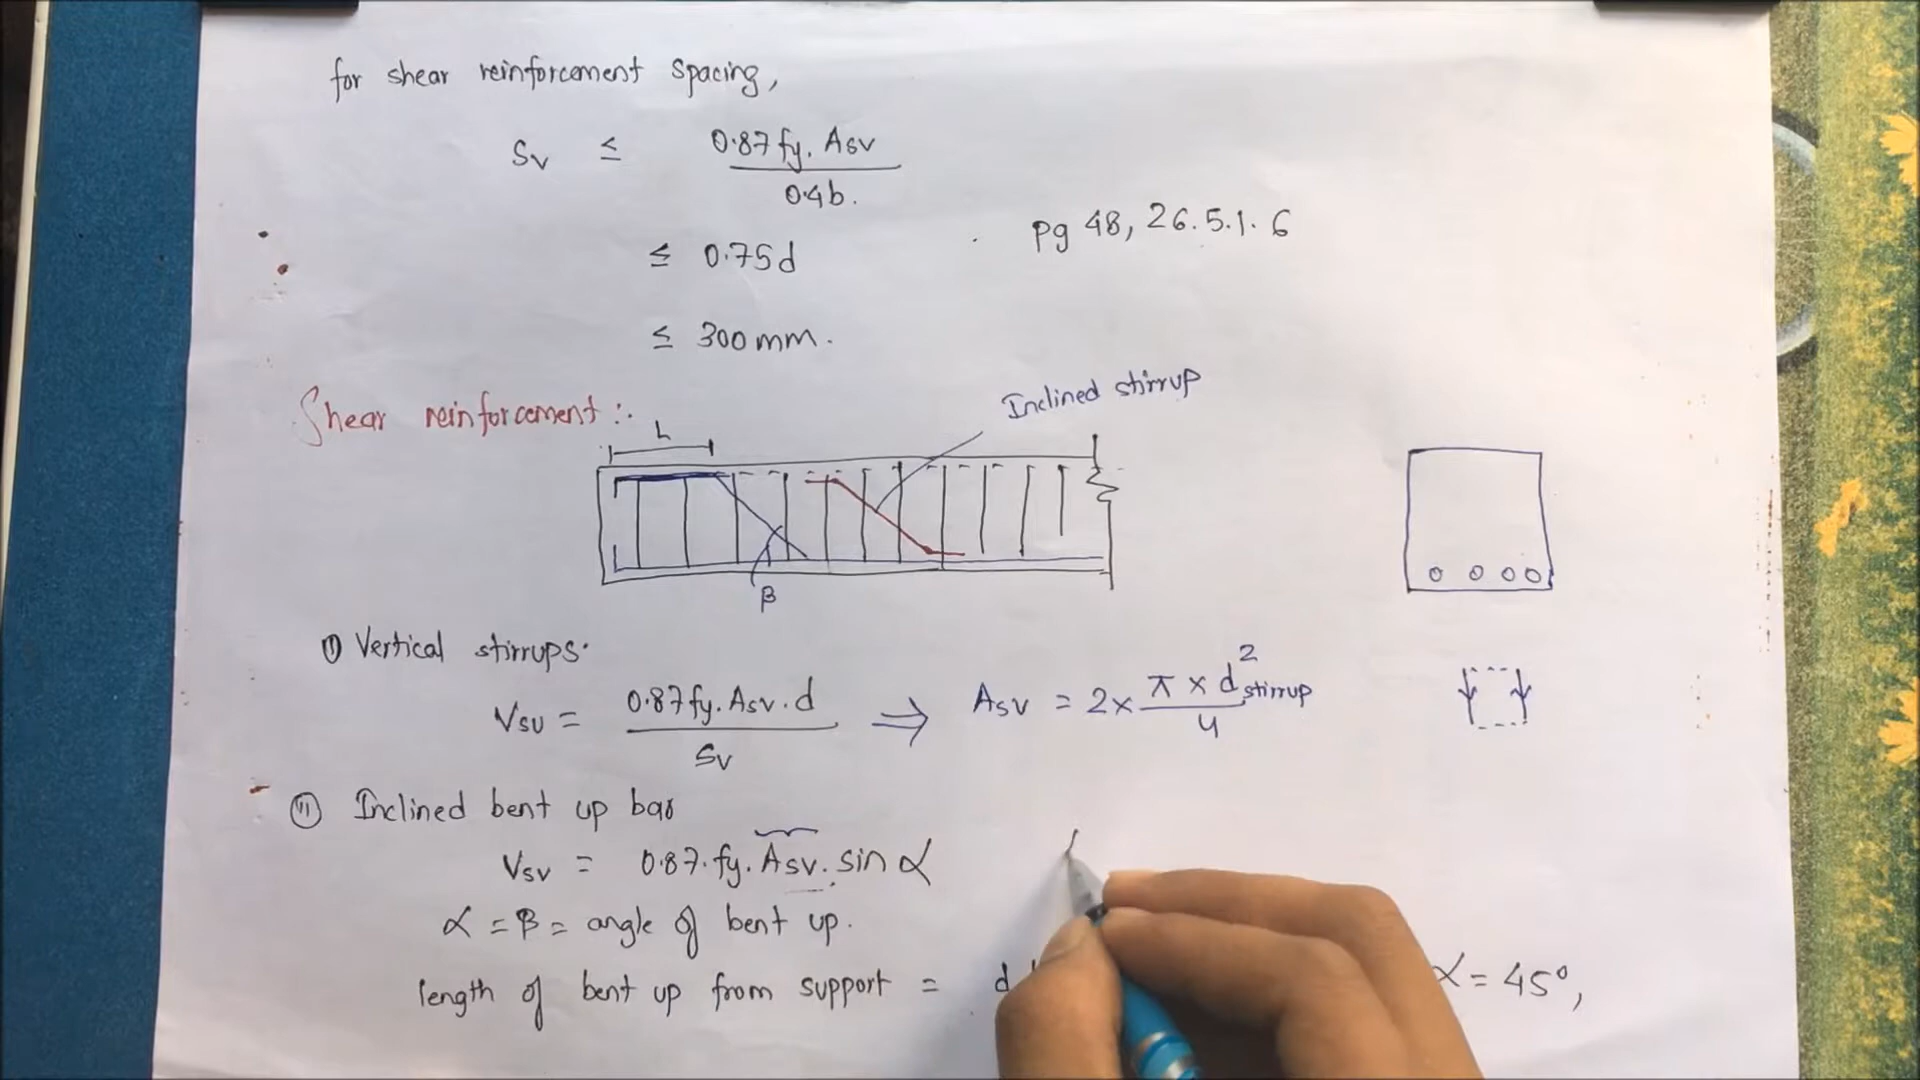 for shear reinforcement spacing,
Sv ≤ 0.87 fy. Asv / 0.4b.
≤ 0.75d
pg 48, 26.5.1.6
≤ 300 mm.
Shear reinforcement :.
Inclined stirrup
L
β
① Vertical stirrups.
Vsu = 0.87 fy. Asv. d / Sv ⇒ Asv = 2 x π x d²stirrup / 4
Inclined bent up bar
Vsv = 0.87. fy. Asv. sin α
α = β = angle of bent up.
length of bent up from support = d
α = 45°,